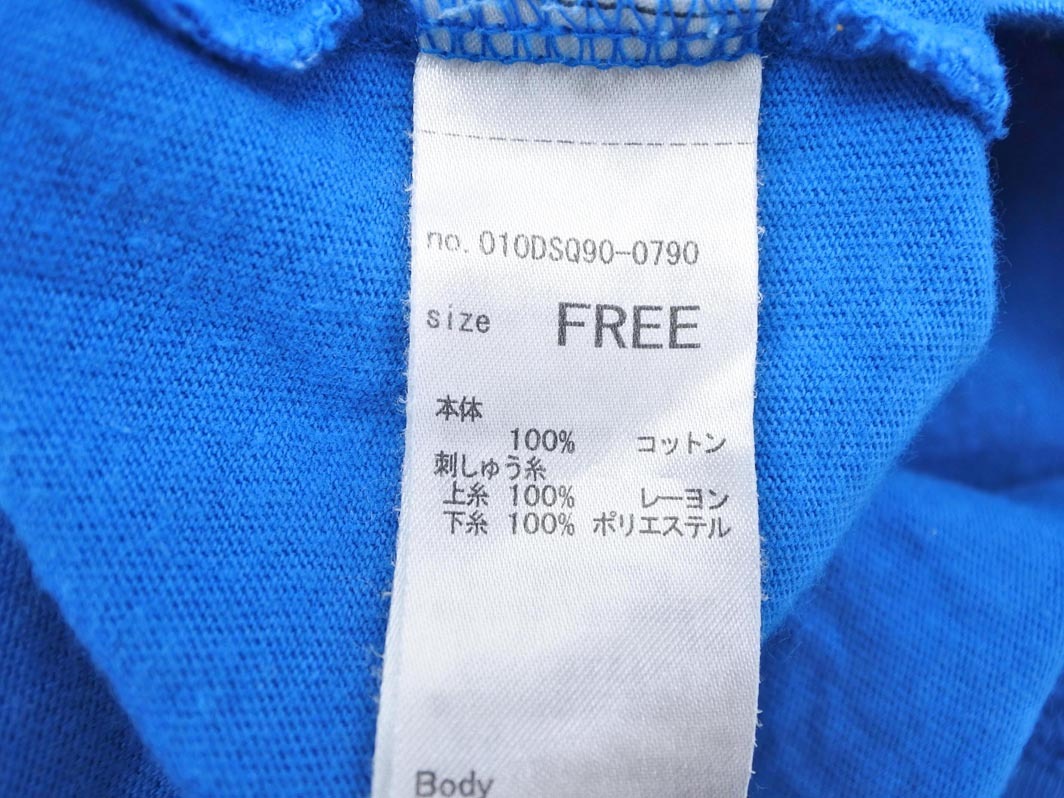 no. 010DSQ90-0790
size FREE
本体
100% コットン
刺しゅう糸
上糸 100% レーヨン
下糸 100% ポリエステル
Body